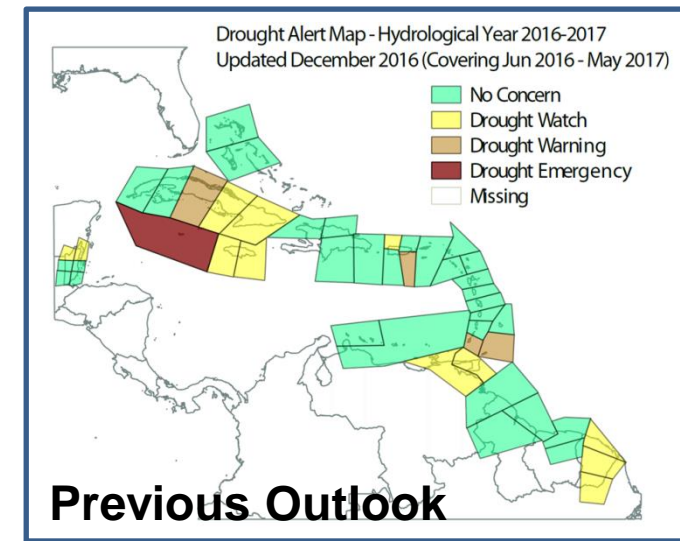 Drought Alert Map - Hydrological Year 2016-2017
Updated December 2016 (Covering Jun 2016 - May 2017)
No Concern
Drought Watch
Drought Warning
Drought Emergency
Missing
Previous Outlook